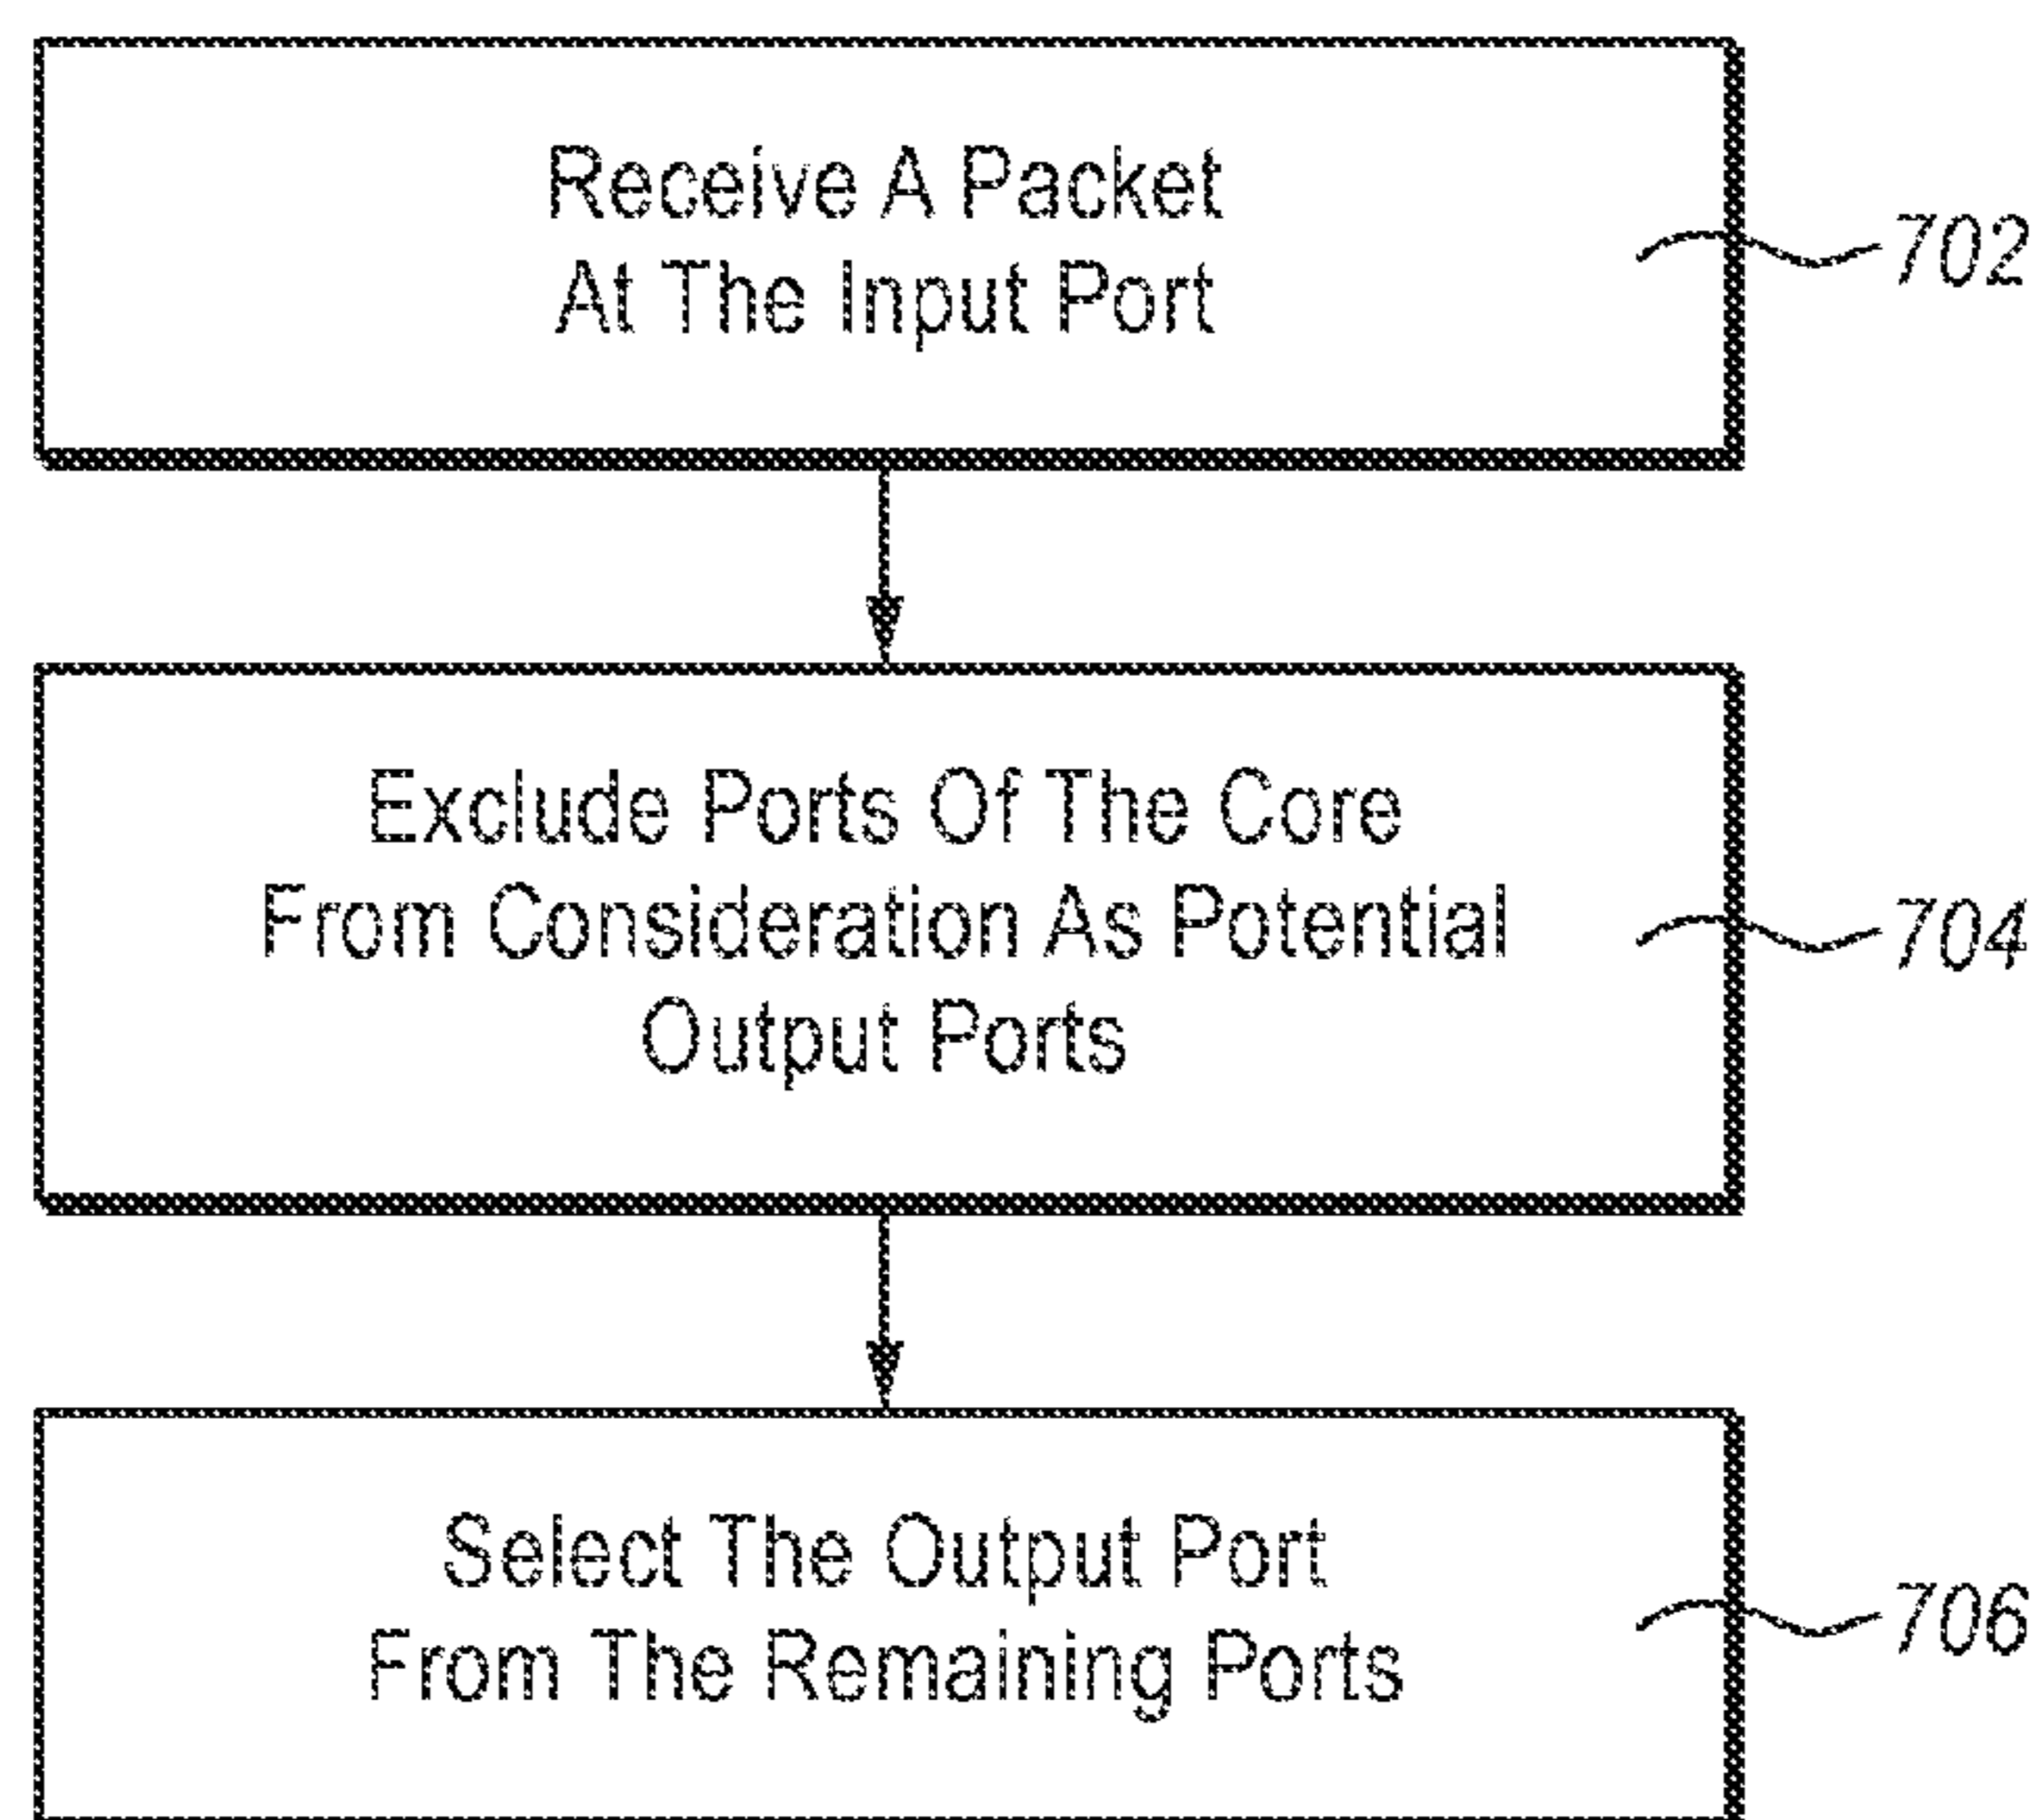 Receive A Packet
At The Input Port
702
Exclude Ports Of The Core
From Consideration As Potential
Output Ports
704
Select The Output Port
From The Remaining Ports
706